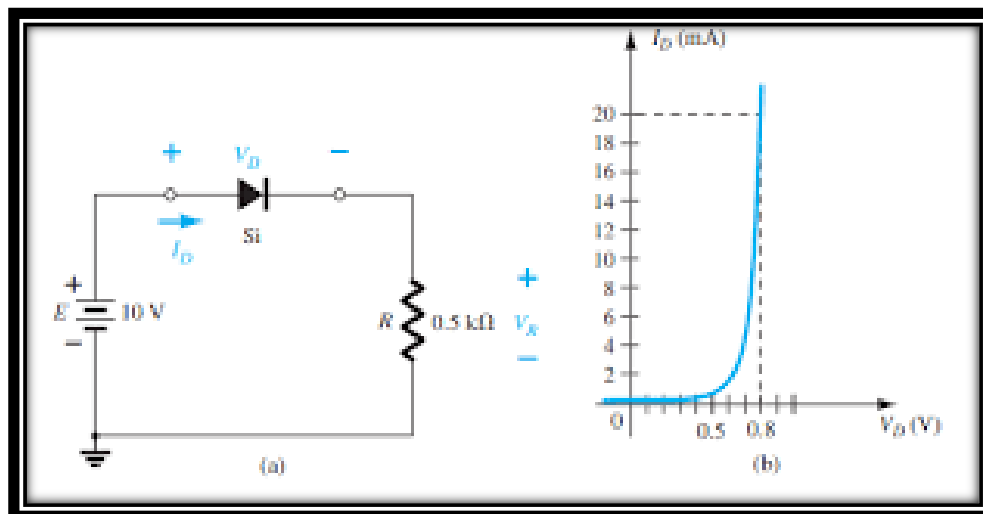 + V_D −
I_D
Si
+
E 10 V
−
R 0.5 kΩ
+
V_R
−
(a)
I_D (mA)
20
18
16
14
12
10
8
6
4
2
0 0.5 0.8 V_D (V)
(b)